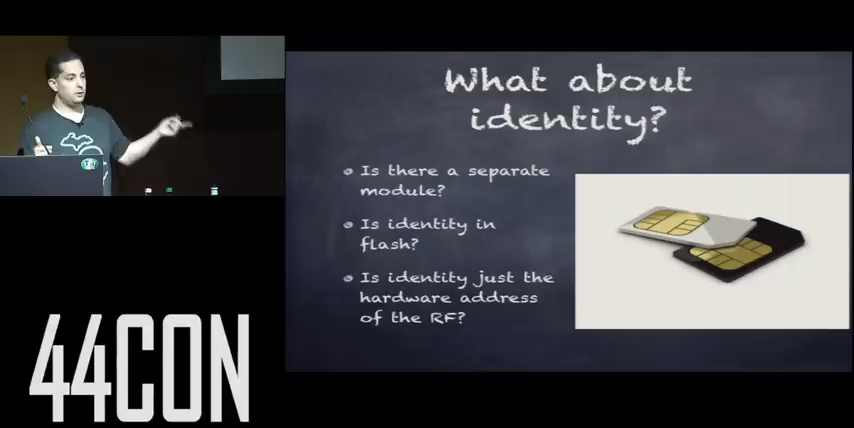 What about
identity?
Is there a separate
module?
Is identity in
flash?
Is identity just the
hardware address
of the RF?
44CON